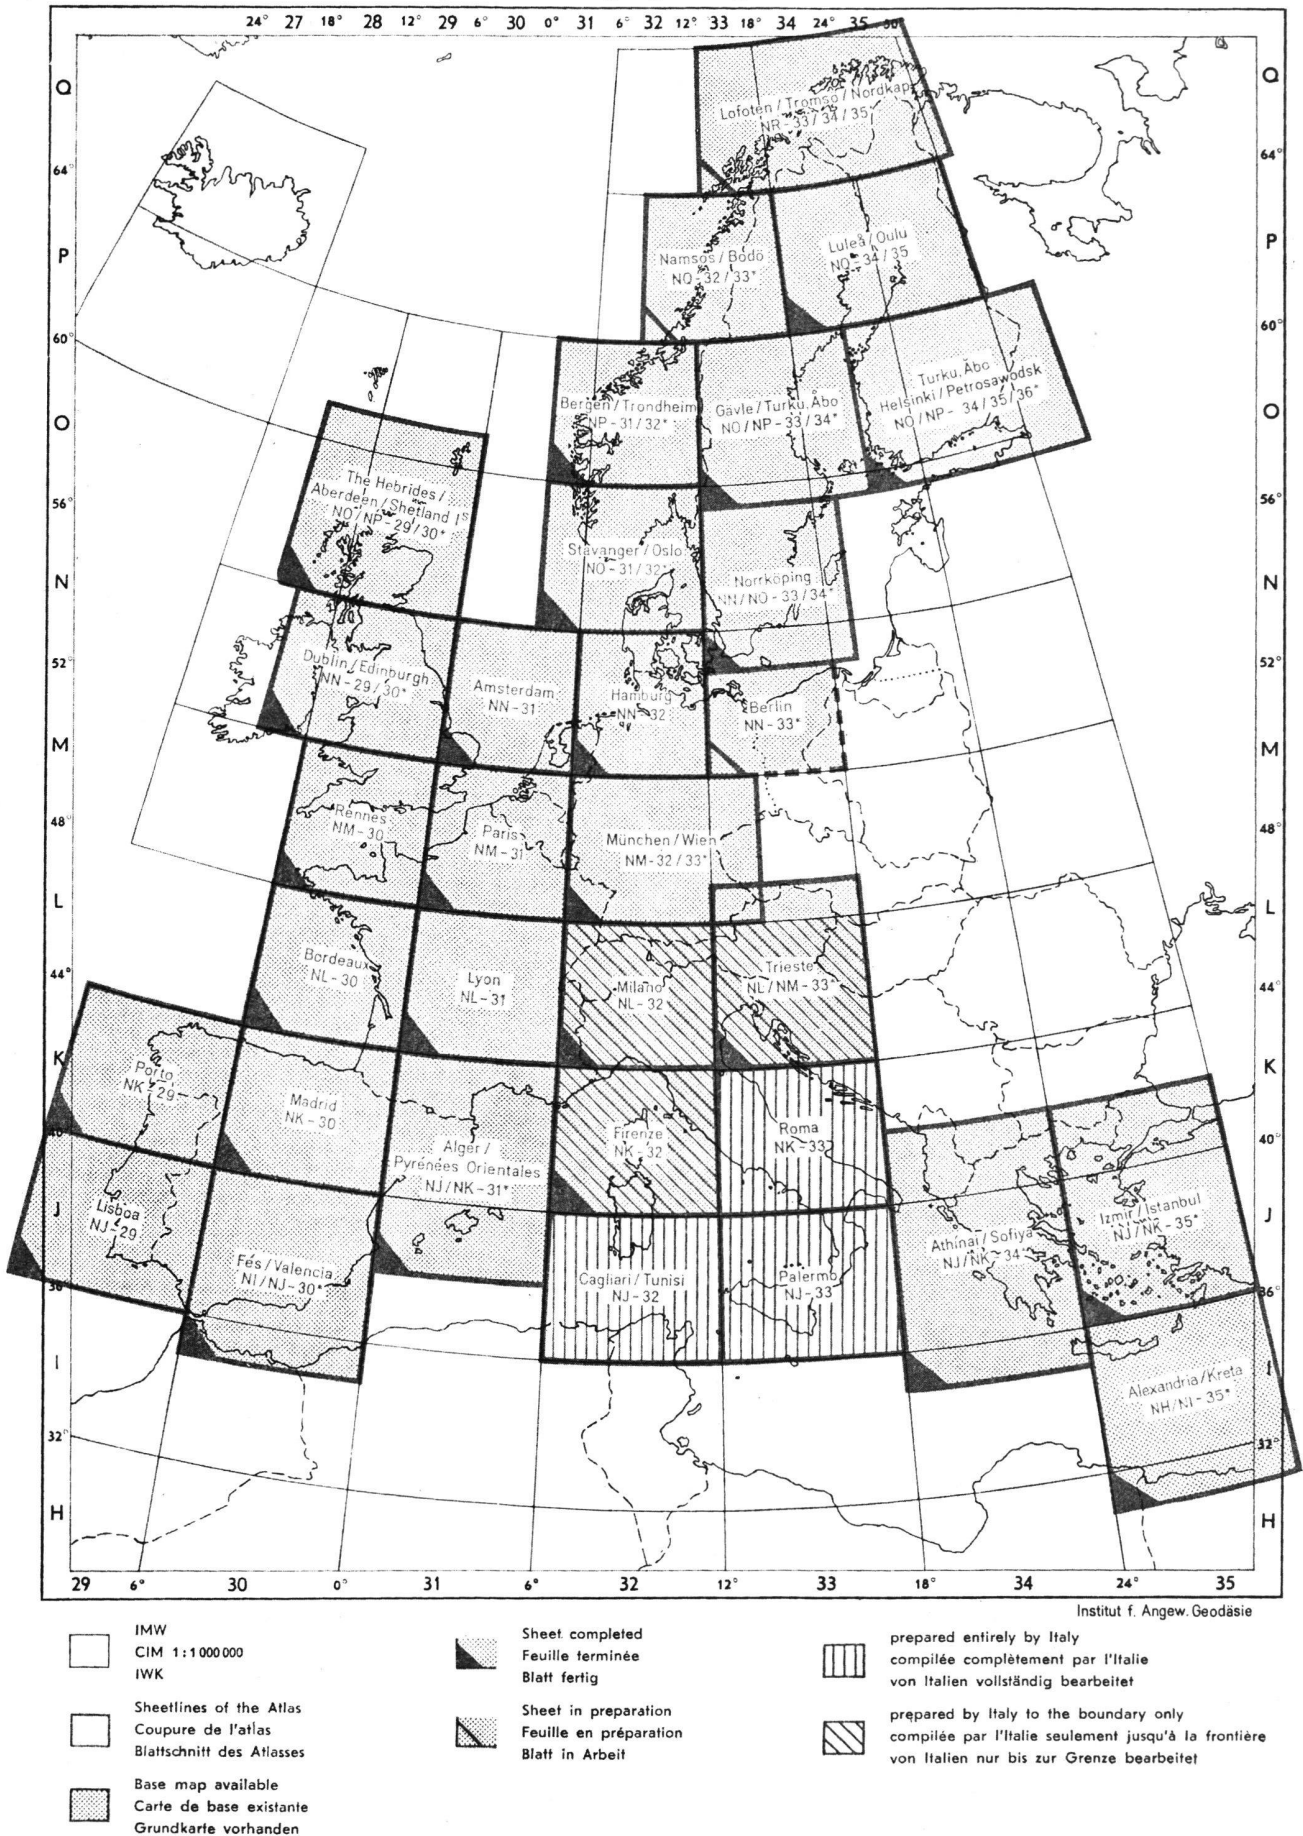 24° 27 18° 28 12° 29 6° 30 0° 31 6° 32 12° 33 18° 34 24° 35 30°
Q Q
Lofoten / Tromsö / Nordkap
NR - 33 / 34 / 35
64° 64°
P P
Namsos / Bodö
NQ - 32 / 33*
Luleå / Oulu
NQ - 34 / 35
60° 60°
Bergen / Trondheim
NP - 31 / 32*
Gävle / Turku, Åbo
NO / NP - 33 / 34*
Turku, Åbo
Helsinki / Petrosawodsk
NO / NP - 34 / 35 / 36*
O O
The Hebrides /
Aberdeen / Shetland Is
NO / NP - 29 / 30*
56° 56°
Stavanger / Oslo
NO - 31 / 32*
Norrköping
NN / NO - 33 / 34*
N N
52° 52°
Dublin / Edinburgh
NN - 29 / 30*
Amsterdam
NN - 31
Hamburg
NN - 32
Berlin
NN - 33*
M M
Rennes
NM - 30
Paris
NM - 31
München / Wien
NM - 32 / 33*
48° 48°
L L
Bordeaux
NL - 30
Lyon
NL - 31
Milano
NL - 32
Trieste
NL / NM - 33*
44° 44°
K K
Porto
NK - 29
Madrid
NK - 30
Alger /
Pyrénées Orientales
NJ / NK - 31*
Firenze
NK - 32
Roma
NK - 33
40° 40°
J J
Lisboa
NJ - 29
Fés / Valencia
NI / NJ - 30*
Cagliari / Tunisi
NJ - 32
Palermo
NJ - 33
Athínai / Sofiya
NJ / NK - 34*
Izmir / Istanbul
NJ / NK - 35*
36° 36°
I I
Alexandria / Kreta
NH / NI - 35*
32° 32°
H H
29 6° 30 0° 31 6° 32 12° 33 18° 34 24° 35
Institut f. Angew. Geodäsie
IMW
CIM 1:1000000
IWK
Sheetlines of the Atlas
Coupure de l'atlas
Blattschnitt des Atlasses
Base map available
Carte de base existante
Grundkarte vorhanden
Sheet completed
Feuille terminée
Blatt fertig
Sheet in preparation
Feuille en préparation
Blatt in Arbeit
prepared entirely by Italy
compilée complètement par l'Italie
von Italien vollständig bearbeitet
prepared by Italy to the boundary only
compilée par l'Italie seulement jusqu'à la frontière
von Italien nur bis zur Grenze bearbeitet